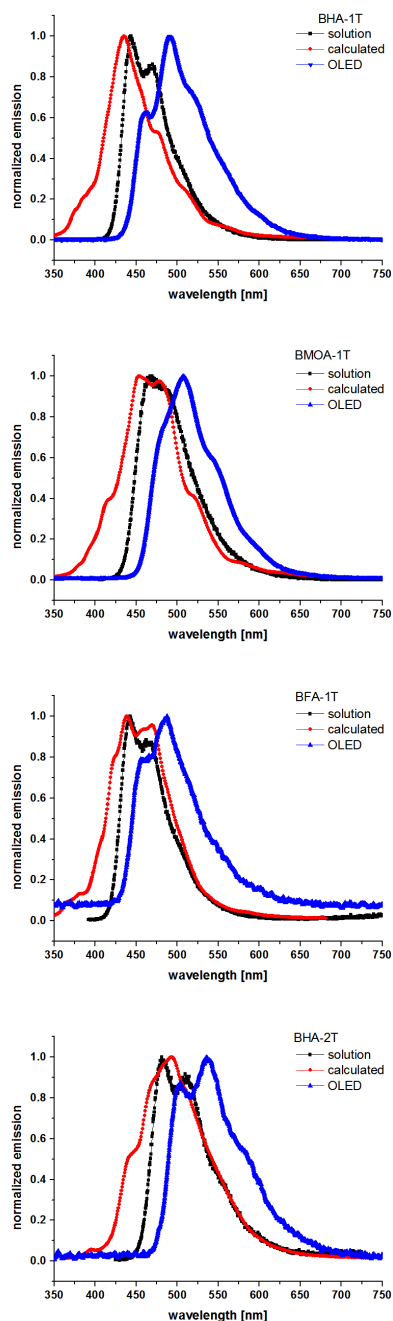 BHA-1T
solution
calculated
OLED
normalized emission
1.0
0.8
0.6
0.4
0.2
0.0
350 400 450 500 550 600 650 700 750
wavelength [nm]
BMOA-1T
solution
calculated
OLED
normalized emission
1.0
0.8
0.6
0.4
0.2
0.0
350 400 450 500 550 600 650 700 750
wavelength [nm]
BFA-1T
solution
calculated
OLED
normalized emission
1.0
0.8
0.6
0.4
0.2
0.0
350 400 450 500 550 600 650 700 750
wavelength [nm]
BHA-2T
solution
calculated
OLED
normalized emission
1.0
0.8
0.6
0.4
0.2
0.0
350 400 450 500 550 600 650 700 750
wavelength [nm]